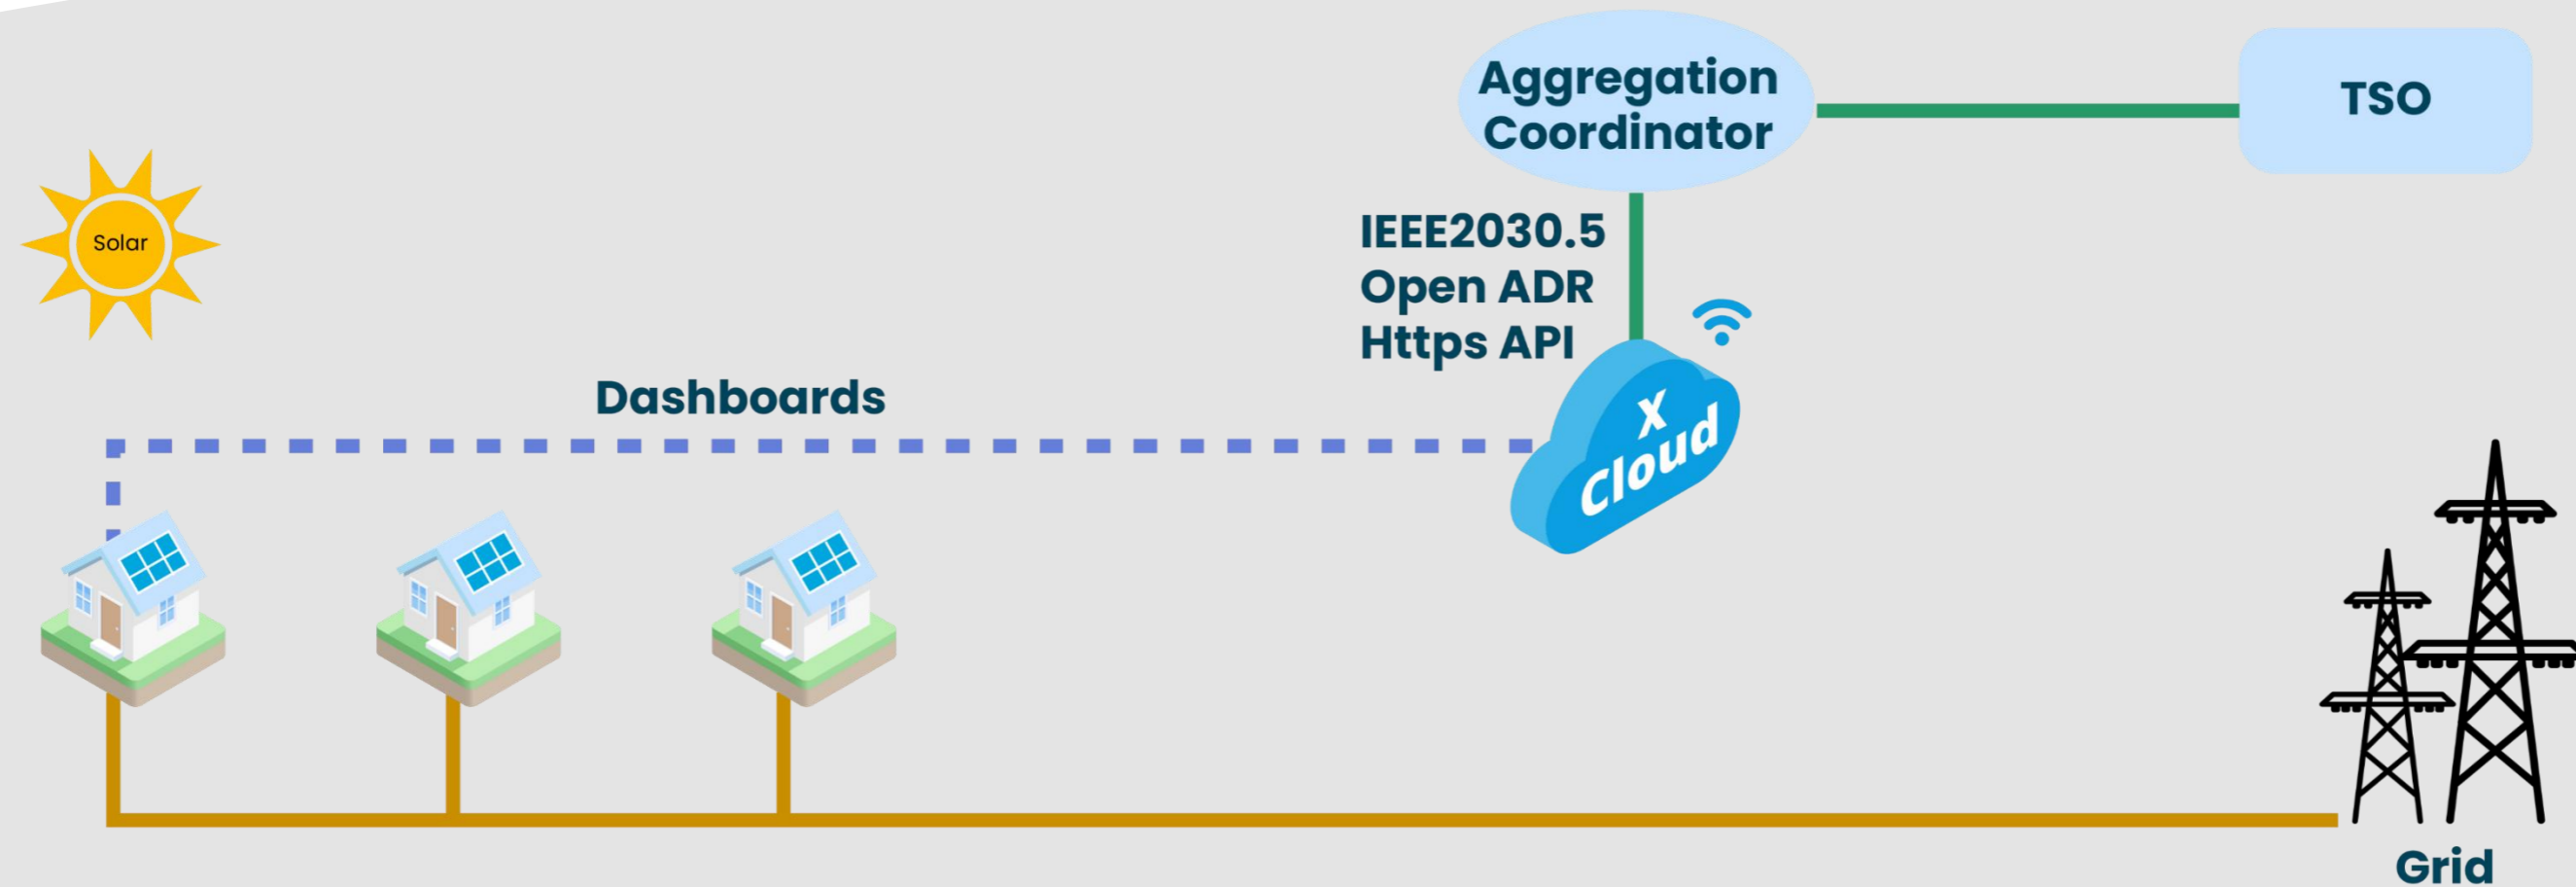 Aggregation
Coordinator
TSO
Solar
IEEE2030.5
Open ADR
Https API
Dashboards
X
Cloud
Grid